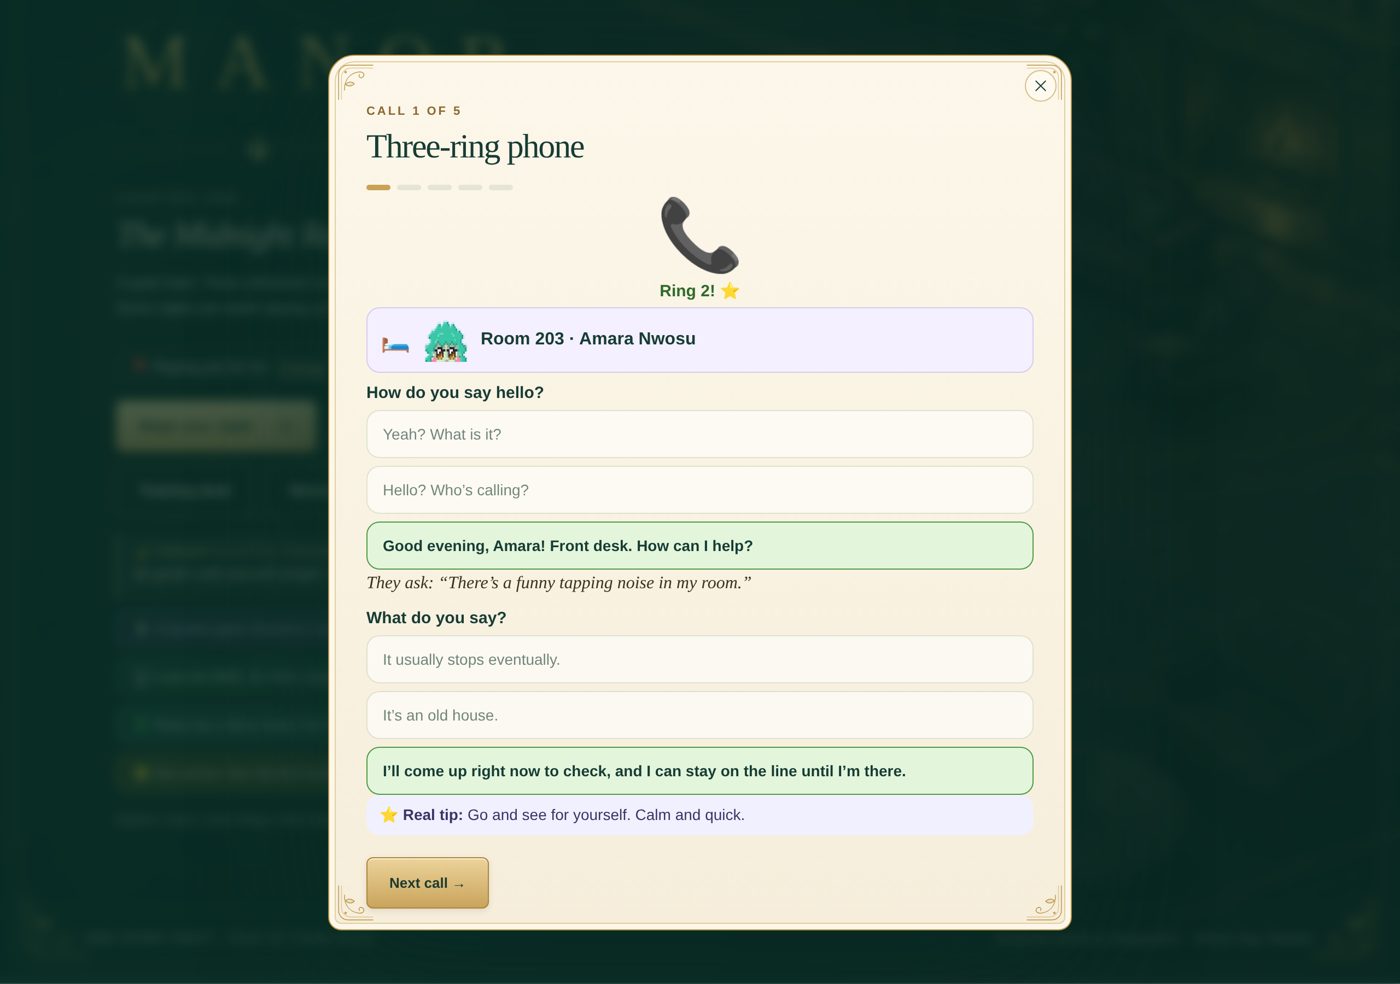 MANOR
The Midnight
CALL 1 OF 5
Three-ring phone
Ring 2! ⭐
Room 203 · Amara Nwosu
How do you say hello?
Yeah? What is it?
Hello? Who’s calling?
Good evening, Amara! Front desk. How can I help?
They ask: “There’s a funny tapping noise in my room.”
What do you say?
It usually stops eventually.
It’s an old house.
I’ll come up right now to check, and I can stay on the line until I’m there.
⭐ Real tip: Go and see for yourself. Calm and quick.
Next call →